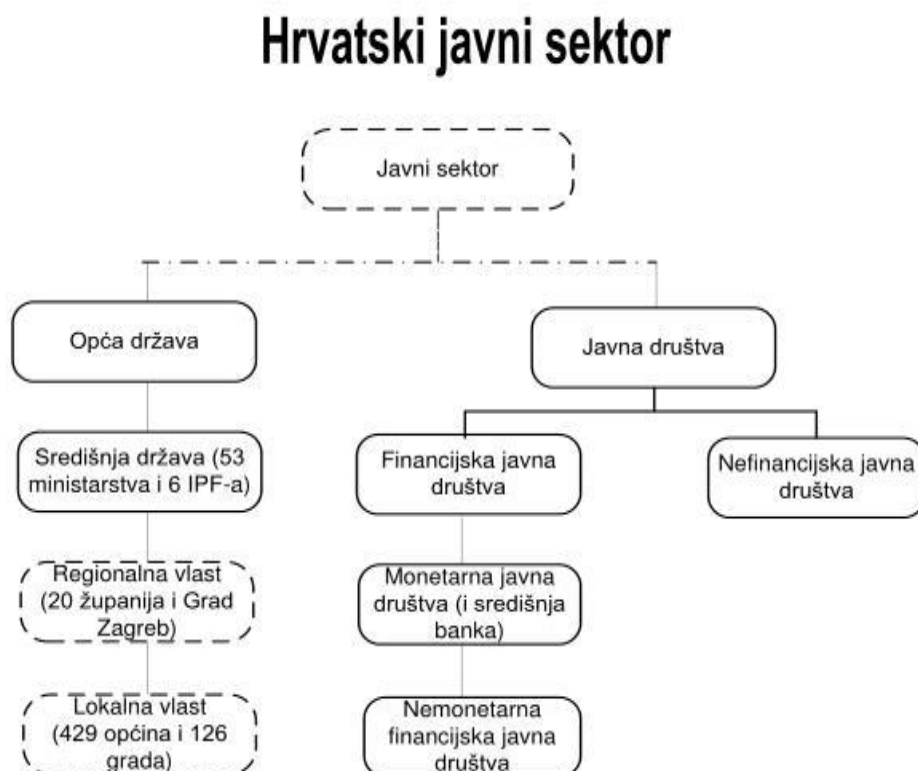 Hrvatski javni sektor
Javni sektor
Opća država
Javna društva
Središnja država (53
ministarstva i 6 IPF-a)
Financijska javna
društva
Nefinancijska javna
društva
Regionalna vlast
(20 županija i Grad
Zagreb)
Monetarna javna
društva (i središnja
banka)
Lokalna vlast
(429 općina i 126
grada)
Nemonetarna
financijska javna
društva